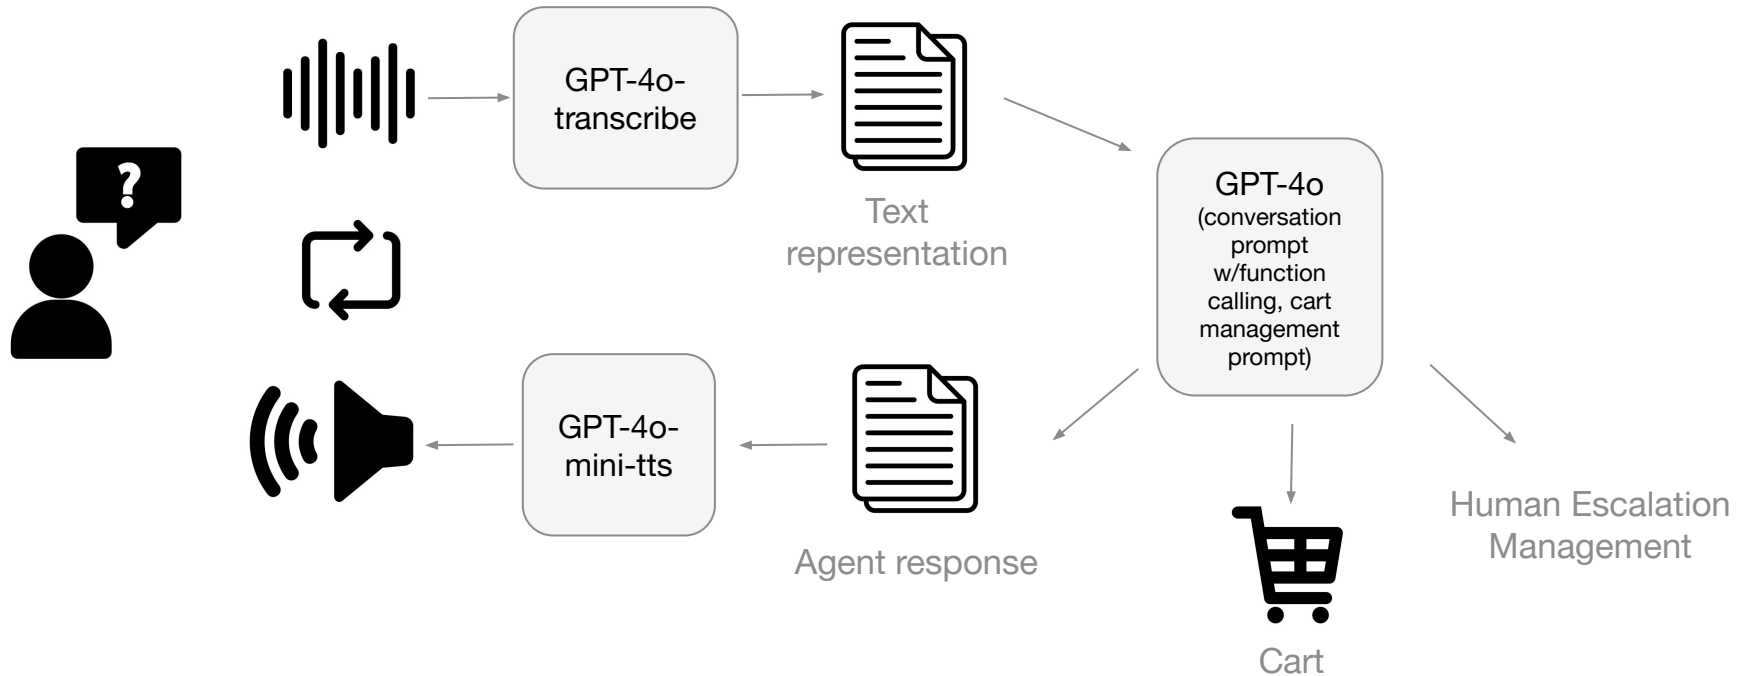 ?
GPT-4o-
transcribe
Text
representation
GPT-4o
(conversation
prompt
w/function
calling, cart
management
prompt)
GPT-4o-
mini-tts
Agent response
Cart
Human Escalation
Management